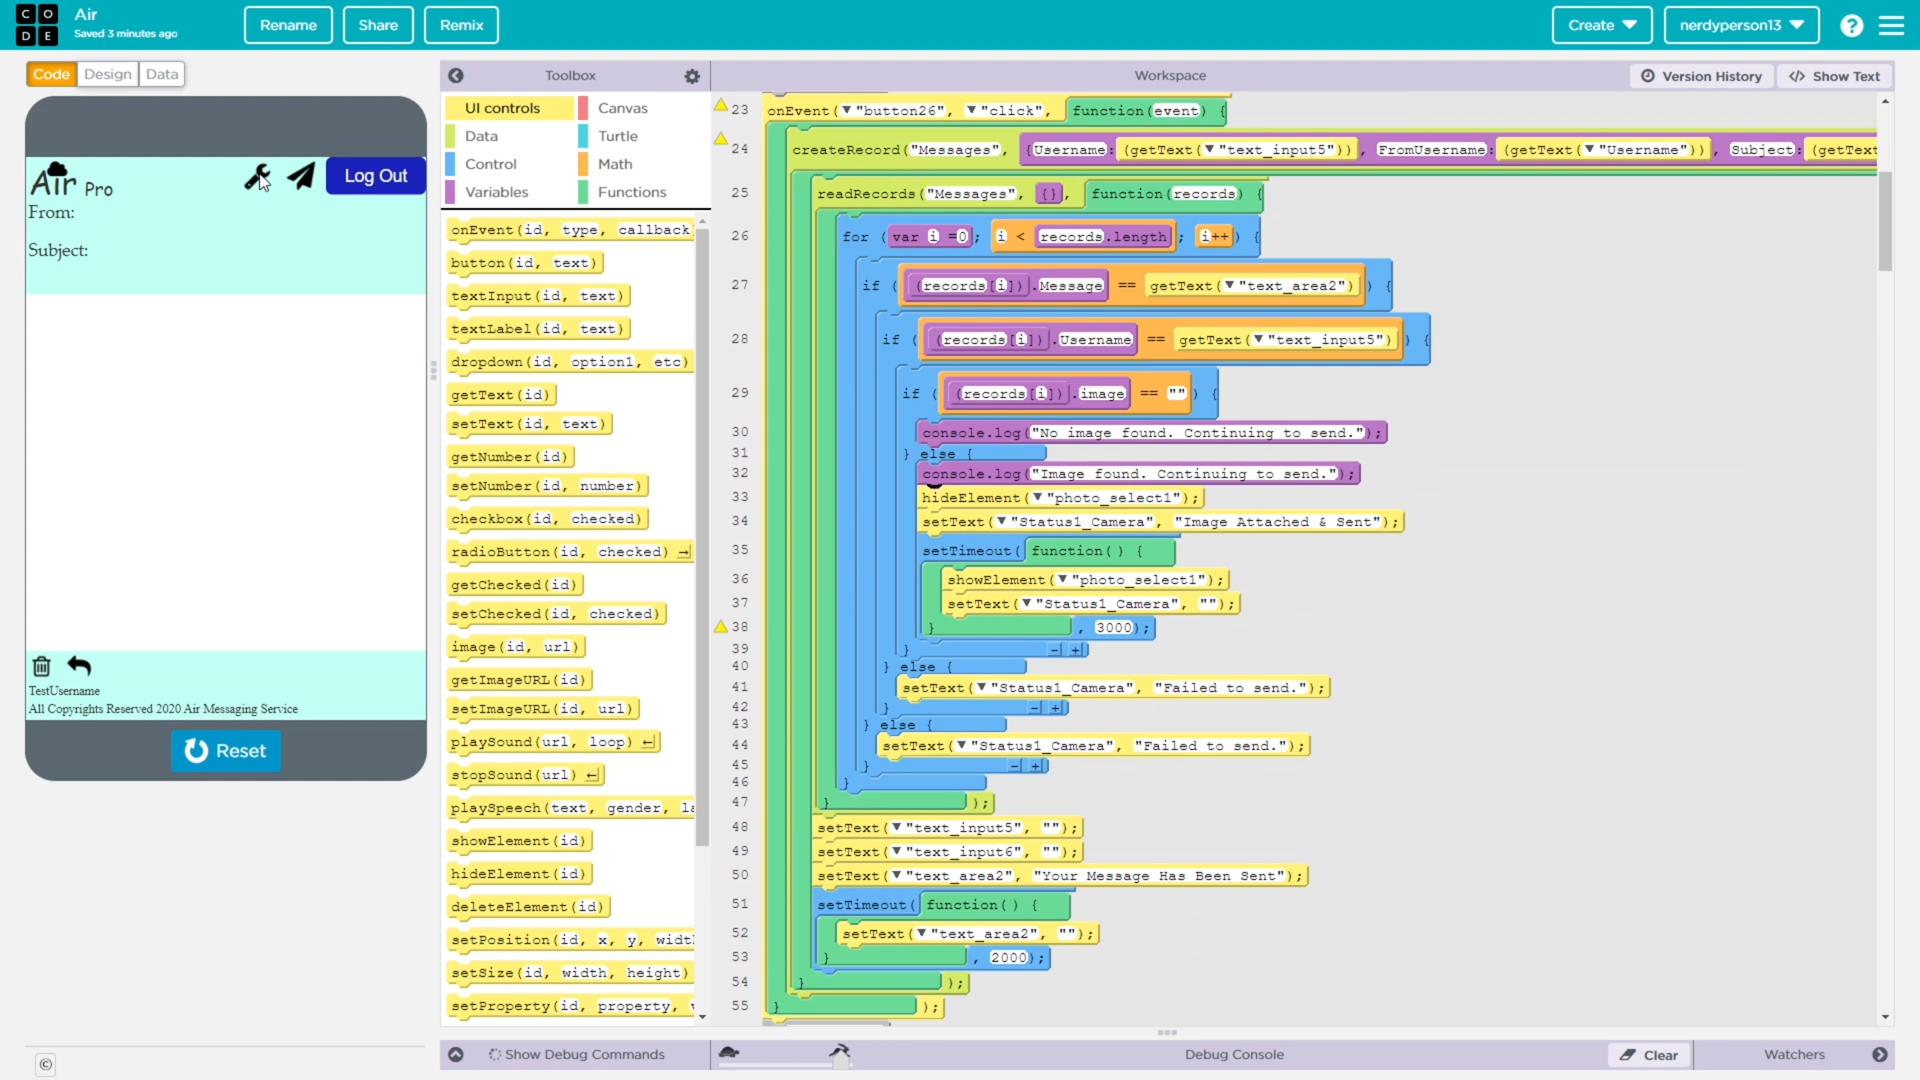 CODE
Air
Saved 3 minutes ago
Rename
Share
Remix
Create
nerdyperson13
?
Code
Design
Data
Toolbox
Workspace
Version History
</> Show Text
Air Pro
Log Out
From:
Subject:
TestUsername
All Copyrights Reserved 2020 Air Messaging Service
Reset
UI controls
Canvas
Data
Turtle
Control
Math
Variables
Functions
onEvent(id, type, callback
button(id, text)
textInput(id, text)
textLabel(id, text)
dropdown(id, option1, etc)
getText(id)
setText(id, text)
getNumber(id)
setNumber(id, number)
checkbox(id, checked)
radioButton(id, checked)
getChecked(id)
setChecked(id, checked)
image(id, url)
getImageURL(id)
setImageURL(id, url)
playSound(url, loop)
stopSound(url)
playSpeech(text, gender, la
showElement(id)
hideElement(id)
deleteElement(id)
setPosition(id, x, y, widt
setSize(id, width, height)
setProperty(id, property,
23 onEvent("button26", "click", function(event) {
24 createRecord("Messages", {Username:(getText("text_input5")), FromUsername:(getText("Username")), Subject:(getText
25 readRecords("Messages", {}, function(records) {
26 for (var i =0; i < records.length; i++) {
27 if ((records[i]).Message == getText("text_area2")) {
28 if ((records[i]).Username == getText("text_input5")) {
29 if ((records[i]).image == "") {
30 console.log("No image found. Continuing to send.");
31 } else {
32 console.log("Image found. Continuing to send.");
33 hideElement("photo_select1");
34 setText("Status1_Camera", "Image Attached & Sent");
35 setTimeout(function() {
36 showElement("photo_select1");
37 setText("Status1_Camera", "");
38 }, 3000);
39 } - +
40 } else {
41 setText("Status1_Camera", "Failed to send.");
42 } - +
43 } else {
44 setText("Status1_Camera", "Failed to send.");
45 } - +
46 }
47 });
48 setText("text_input5", "");
49 setText("text_input6", "");
50 setText("text_area2", "Your Message Has Been Sent");
51 setTimeout(function() {
52 setText("text_area2", "");
53 }, 2000);
54 });
55 });
©
Show Debug Commands
Debug Console
Clear
Watchers